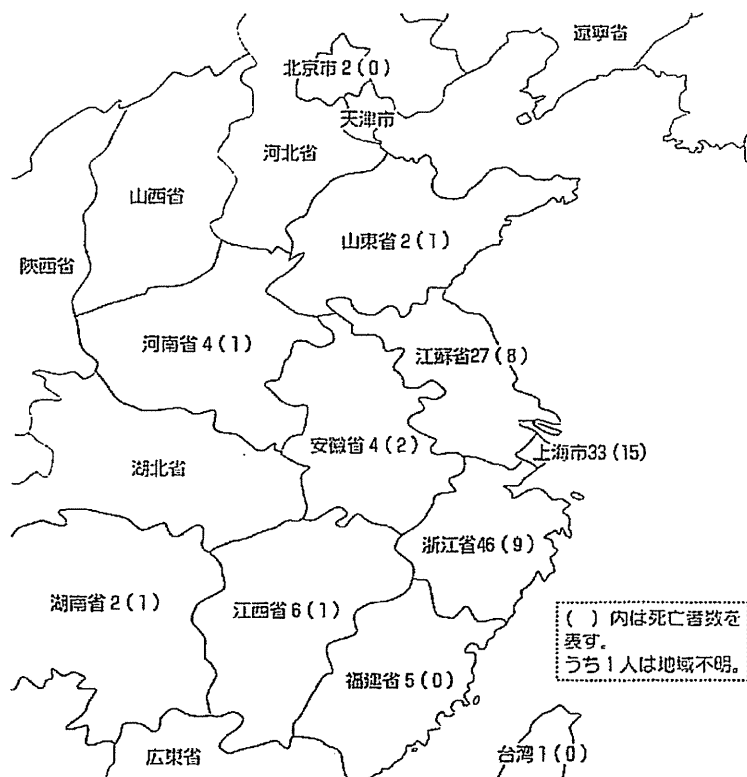 遼寧省
北京市2(0)
天津市
河北省
山西省
山東省2(1)
陝西省
河南省4(1)
江蘇省27(8)
安徽省4(2)
上海市33(15)
湖北省
浙江省46(9)
湖南省2(1)
江西省6(1)
( )内は死亡者数を
表す。
うち1人は地域不明。
福建省5(0)
広東省
台湾1(0)